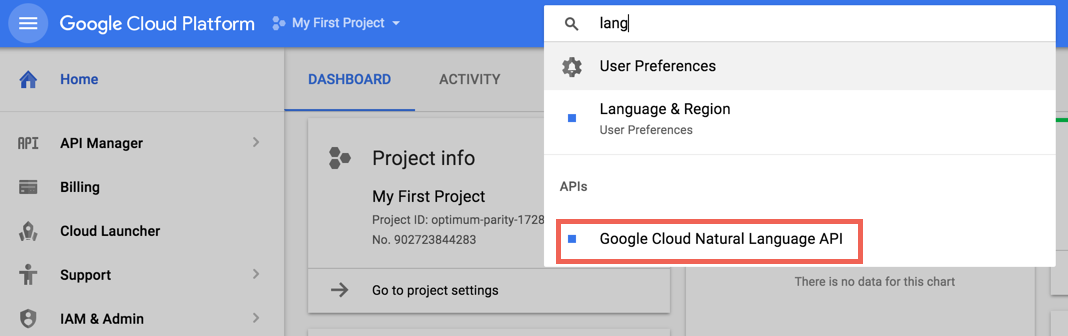 Google Cloud Platform
My First Project
lang
User Preferences
Language & Region
User Preferences
APIs
Google Cloud Natural Language API
Home
API Manager
Billing
Cloud Launcher
Support
IAM & Admin
DASHBOARD
ACTIVITY
Project info
My First Project
Project ID: optimum-parity-1728
No. 902723844283
Go to project settings
There is no data for this chart